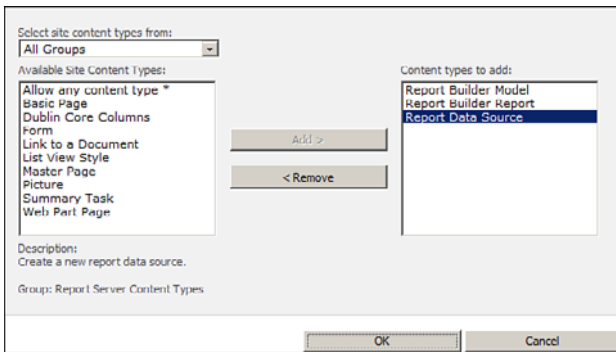 Select site content types from:
All Groups
Available Site Content Types:
Allow any content type *
Basic Page
Dublin Core Columns
Form
Link to a Document
List View Style
Master Page
Picture
Summary Task
Web Part Page
Add >
< Remove
Content types to add:
Report Builder Model
Report Builder Report
Report Data Source
Description:
Create a new report data source.
Group: Report Server Content Types
OK
Cancel